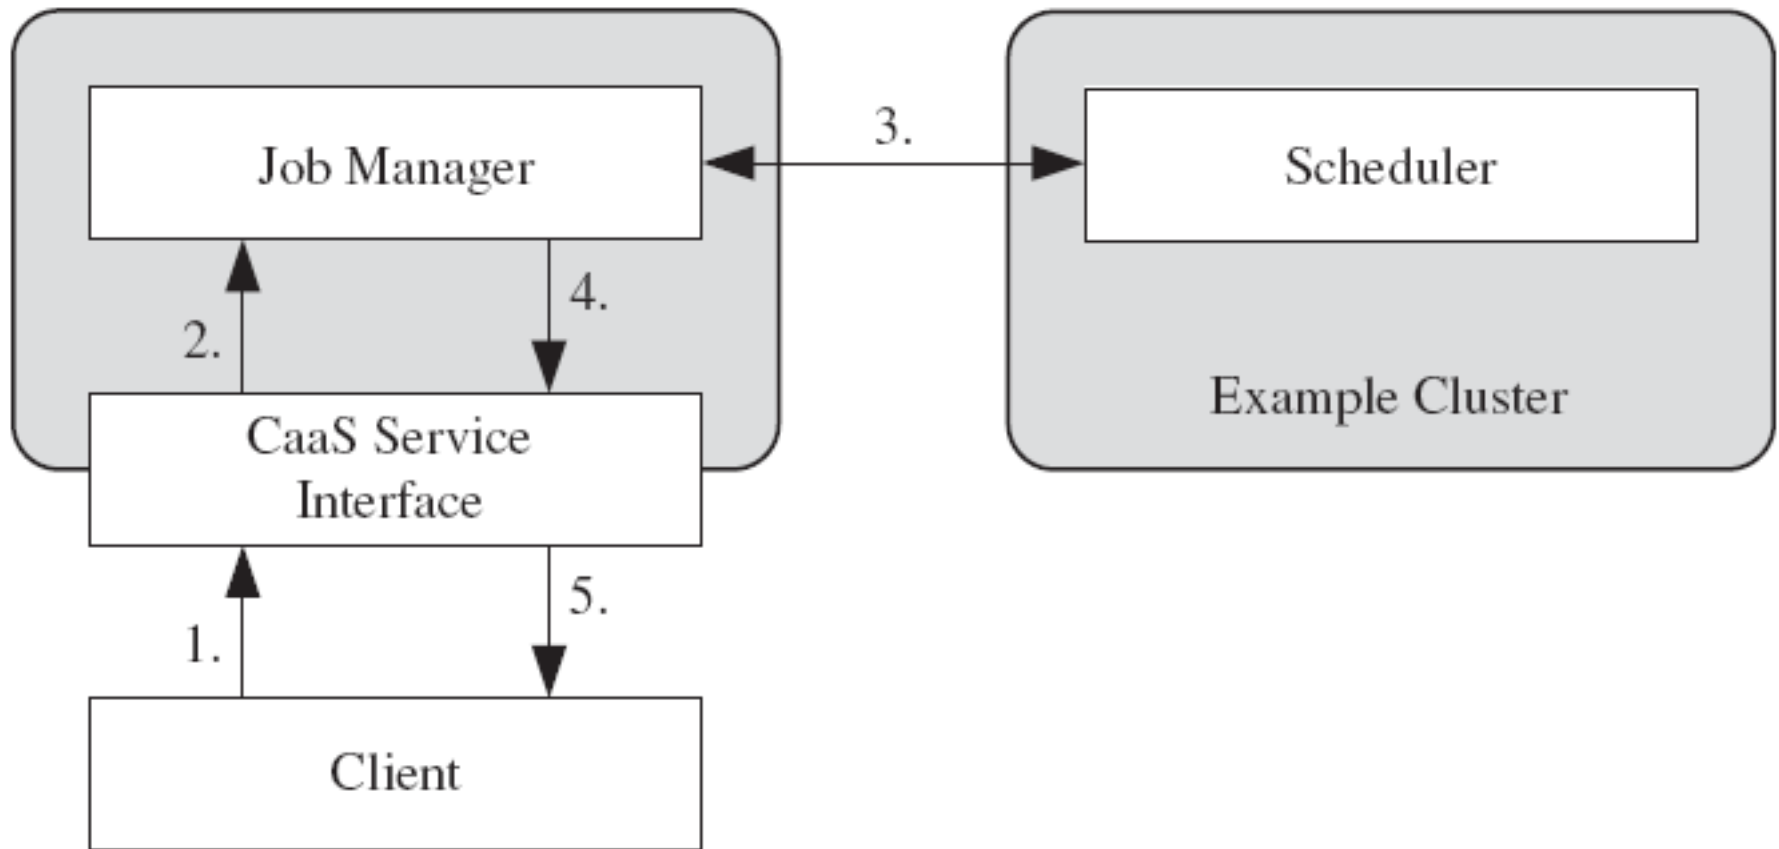 Job Manager
3.
Scheduler
2.
4.
Example Cluster
CaaS Service
Interface
1.
5.
Client